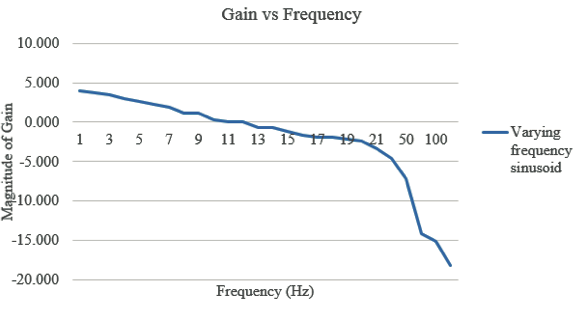 Gain vs Frequency
10.000
5.000
0.000
-5.000
-10.000
-15.000
-20.000
1 3 5 7 9 11 13 15 17 19 21 50 100
Magnitude of Gain
Frequency (Hz)
Varying
frequency
sinusoid